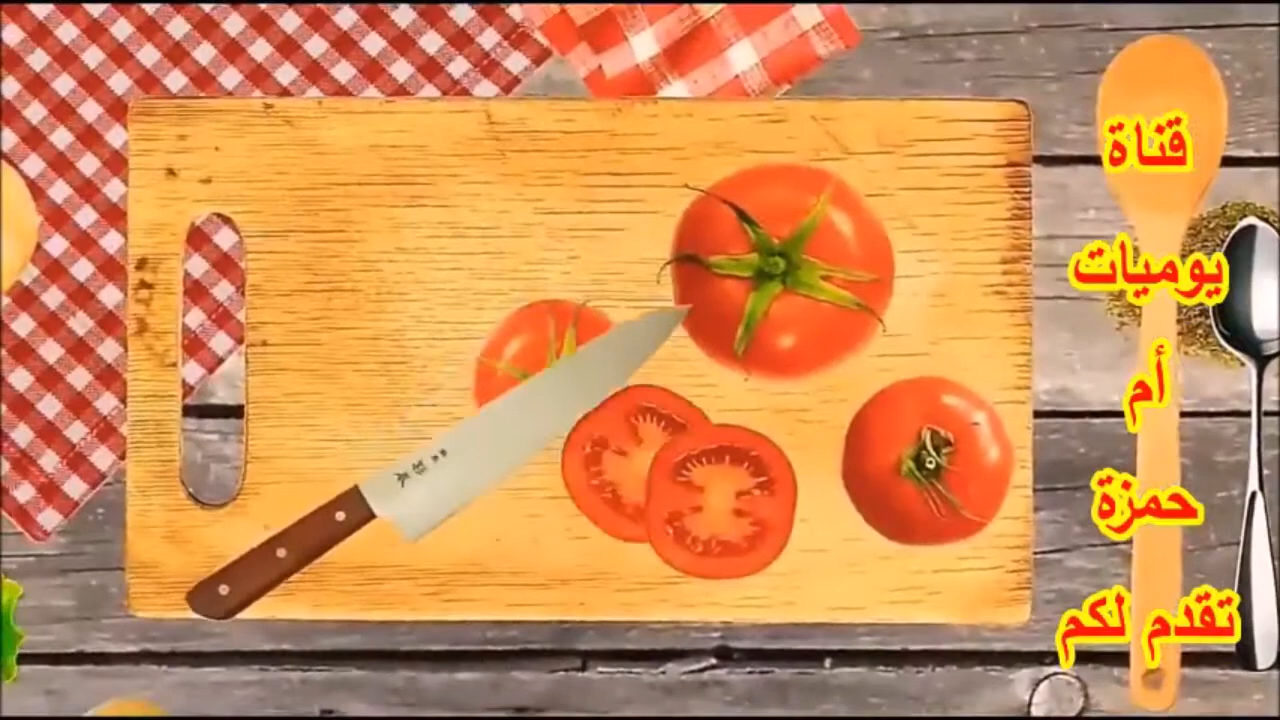 قناة
يوميات
أم
حمزة
تقدم لكم